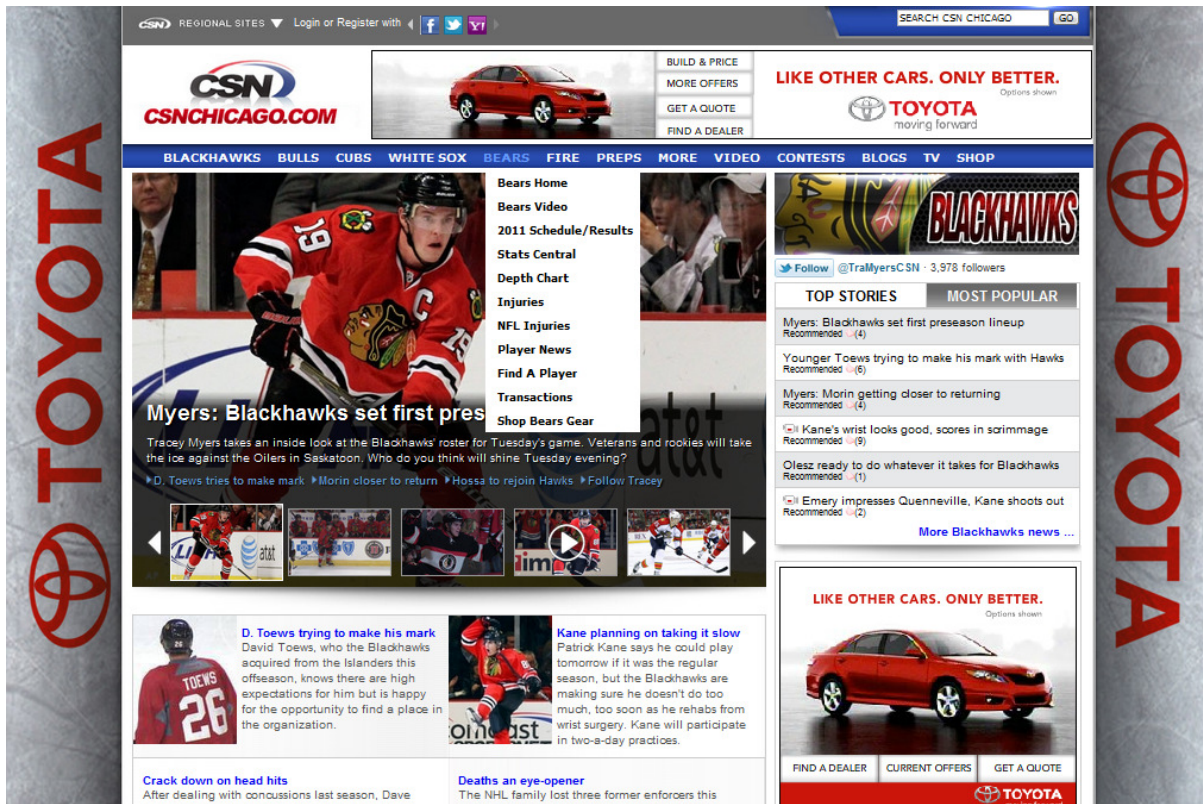 CSN REGIONAL SITES Login or Register with
SEARCH CSN CHICAGO GO
CSN
CSNCHICAGO.COM
BUILD & PRICE
MORE OFFERS
GET A QUOTE
FIND A DEALER
LIKE OTHER CARS. ONLY BETTER.
Options shown
TOYOTA
moving forward
BLACKHAWKS BULLS CUBS WHITE SOX BEARS FIRE PREPS MORE VIDEO CONTESTS BLOGS TV SHOP
TOYOTA
TOYOTA
Bears Home
Bears Video
2011 Schedule/Results
Stats Central
Depth Chart
Injuries
NFL Injuries
Player News
Find A Player
Transactions
Shop Bears Gear
19
C
19
at&t
Myers: Blackhawks set first pres
Tracey Myers takes an inside look at the Blackhawks' roster for Tuesday's game. Veterans and rookies will take
the ice against the Oilers in Saskatoon. Who do you think will shine Tuesday evening?
D. Toews tries to make mark Morin closer to return Hossa to rejoin Hawks Follow Tracey
at&t
BLACKHAWKS
Follow @TraMyersCSN · 3,978 followers
TOP STORIES MOST POPULAR
Myers: Blackhawks set first preseason lineup
Recommended (4)
Younger Toews trying to make his mark with Hawks
Recommended (6)
Myers: Morin getting closer to returning
Recommended (4)
Kane's wrist looks good, scores in scrimmage
Recommended (9)
Olesz ready to do whatever it takes for Blackhawks
Recommended (1)
Emery impresses Quenneville, Kane shoots out
Recommended (2)
More Blackhawks news ...
TOEWS
26
D. Toews trying to make his mark
David Toews, who the Blackhawks
acquired from the Islanders this
offseason, knows there are high
expectations for him but is happy
for the opportunity to find a place in
the organization.
Kane planning on taking it slow
Patrick Kane says he could play
tomorrow if it was the regular
season, but the Blackhawks are
making sure he doesn't do too
much, too soon as he rehabs from
wrist surgery. Kane will participate
in two-a-day practices.
Crack down on head hits
After dealing with concussions last season, Dave
Deaths an eye-opener
The NHL family lost three former enforcers this
LIKE OTHER CARS. ONLY BETTER.
Options shown
FIND A DEALER CURRENT OFFERS GET A QUOTE
TOYOTA